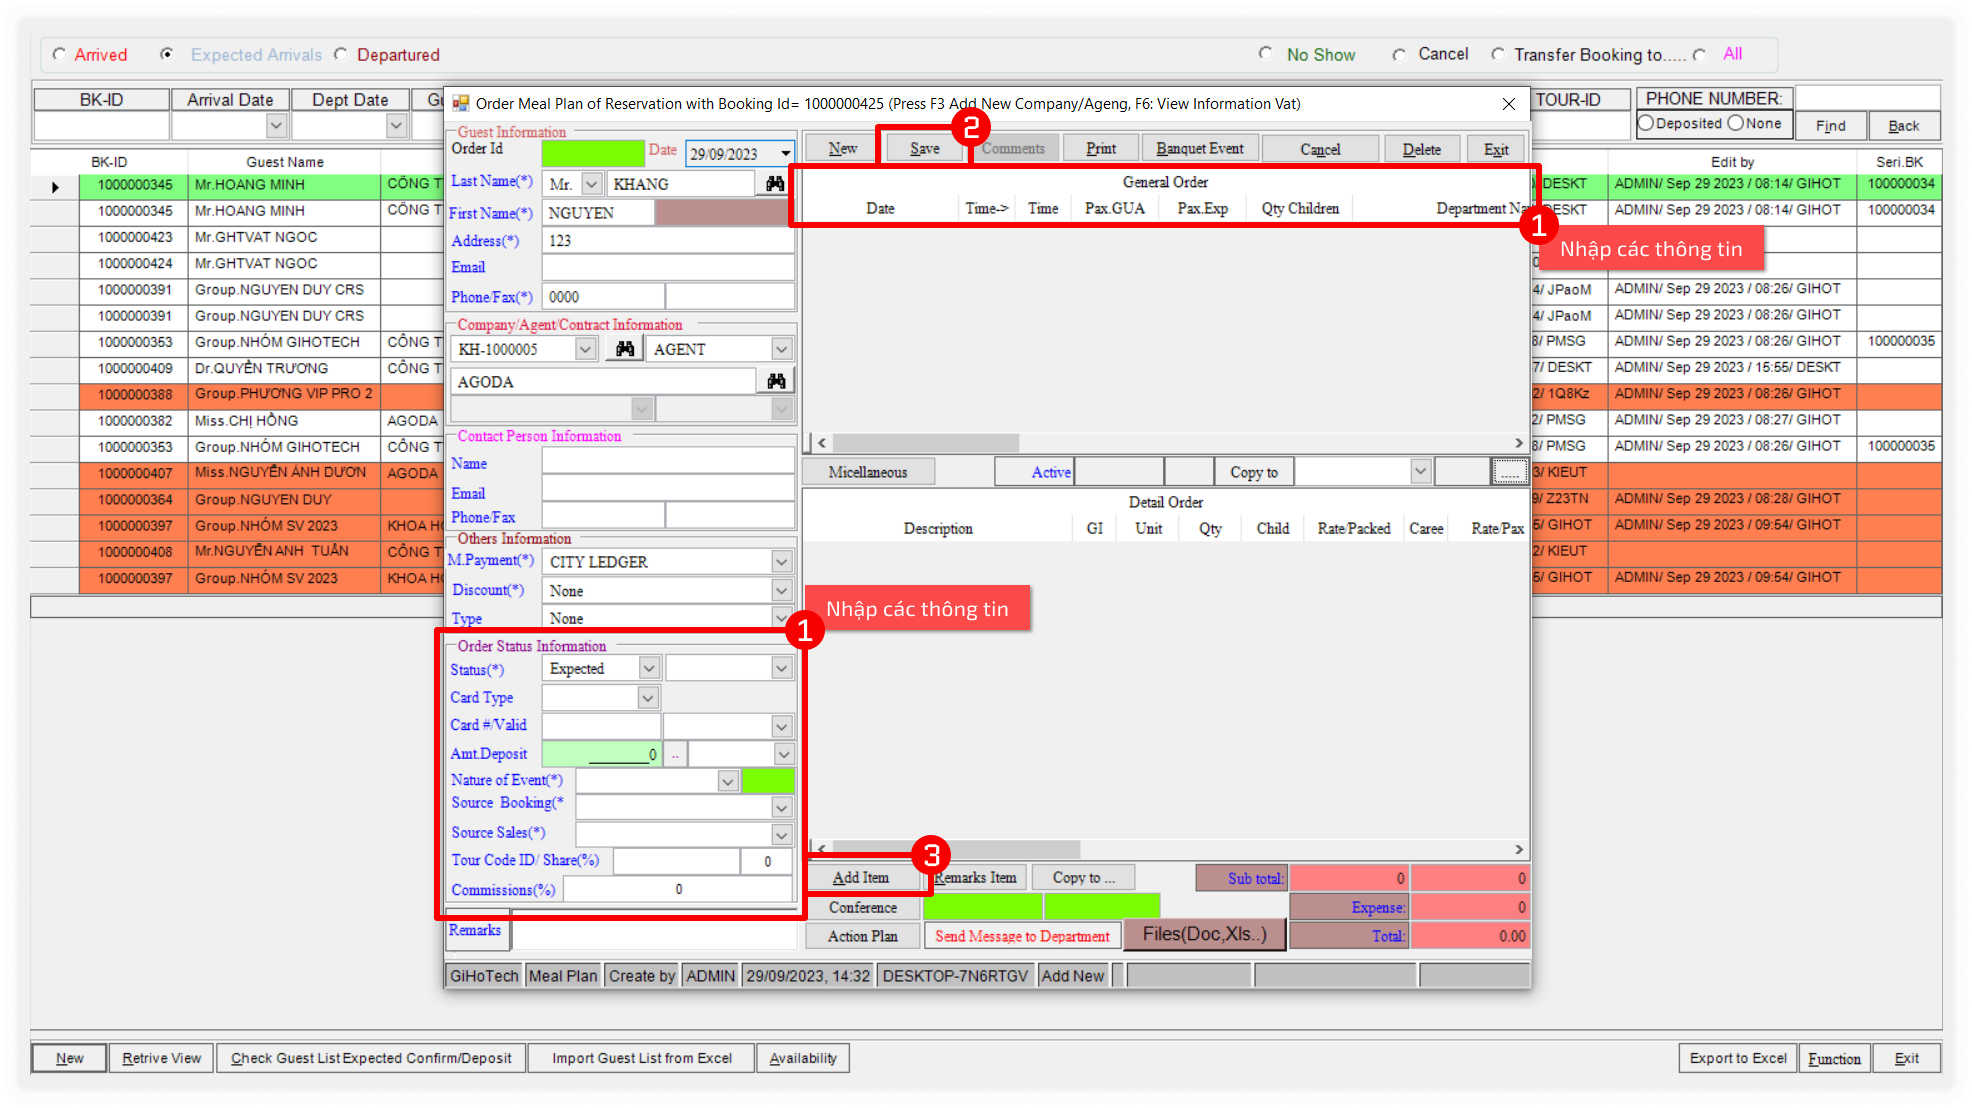 Arrived Expected Arrivals Departured No Show Cancel Transfer Booking to..... All
BK-ID Arrival Date Dept Date TOUR-ID PHONE NUMBER:
Deposited None Find Back
BK-ID Guest Name Edit by Seri.BK
1000000345 Mr.HOANG MINH CÔNG T DESKT ADMIN/ Sep 29 2023 / 08:14/ GIHOT 100000034
1000000345 Mr.HOANG MINH CÔNG T DESKT ADMIN/ Sep 29 2023 / 08:14/ GIHOT 100000034
1000000423 Mr.GHTVAT NGOC
1000000424 Mr.GHTVAT NGOC
1000000391 Group.NGUYEN DUY CRS 4/ JPaoM ADMIN/ Sep 29 2023 / 08:26/ GIHOT
1000000391 Group.NGUYEN DUY CRS 4/ JPaoM ADMIN/ Sep 29 2023 / 08:26/ GIHOT
1000000353 Group.NHÓM GIHOTECH CÔNG T 8/ PMSG ADMIN/ Sep 29 2023 / 08:26/ GIHOT 100000035
1000000409 Dr.QUYỀN TRƯƠNG CÔNG T 7/ DESKT ADMIN/ Sep 29 2023 / 15:55/ DESKT
1000000388 Group.PHƯƠNG VIP PRO 2 2/ 1Q8Kz ADMIN/ Sep 29 2023 / 08:26/ GIHOT
1000000382 Miss.CHỊ HỒNG AGODA 2/ PMSG ADMIN/ Sep 29 2023 / 08:27/ GIHOT
1000000353 Group.NHÓM GIHOTECH CÔNG T 8/ PMSG ADMIN/ Sep 29 2023 / 08:26/ GIHOT 100000035
1000000407 Miss.NGUYỄN ÁNH DƯƠN AGODA 3/ KIEUT
1000000364 Group.NGUYEN DUY 9/ Z23TN ADMIN/ Sep 29 2023 / 08:28/ GIHOT
1000000397 Group.NHÓM SV 2023 KHOA H 5/ GIHOT ADMIN/ Sep 29 2023 / 09:54/ GIHOT
1000000408 Mr.NGUYỄN ANH TUẤN CÔNG T 2/ KIEUT
1000000397 Group.NHÓM SV 2023 KHOA H 5/ GIHOT ADMIN/ Sep 29 2023 / 09:54/ GIHOT
Order Meal Plan of Reservation with Booking Id= 1000000425 (Press F3 Add New Company/Ageng, F6: View Information Vat)
Guest Information
Order Id Date 29/09/2023
Last Name(*) Mr. KHANG
First Name(*) NGUYEN
Address(*) 123
Email
Phone/Fax(*) 0000
Company/Agent/Contract Information
KH-1000005 AGENT
AGODA
Contact Person Information
Name
Email
Phone/Fax
Others Information
M.Payment(*) CITY LEDGER
Discount(*) None
Type None
1
Nhập các thông tin
Order Status Information
Status(*) Expected
Card Type
Card #/Valid
Amt.Deposit 0 ..
Nature of Event(*)
Source Booking(*
Source Sales(*)
Tour Code ID/ Share(%) 0
Commissions(%) 0
Remarks
2
New Save Comments Print Banquet Event Cancel Delete Exit
General Order
Date Time-> Time Pax.GUA Pax.Exp Qty Children Department Na
1
Nhập các thông tin
Micellaneous Active Copy to .....
Detail Order
Description GI Unit Qty Child Rate/Packed Caree Rate/Pax
3
Add Item Remarks Item Copy to ... Sub total: 0 0
Conference Expense: 0
Action Plan Send Message to Department Files(Doc,Xls..) Total: 0.00
GiHoTech Meal Plan Create by ADMIN 29/09/2023, 14:32 DESKTOP-7N6RTGV Add New
New Retrive View Check Guest List Expected Confirm/Deposit Import Guest List from Excel Availability Export to Excel Function Exit